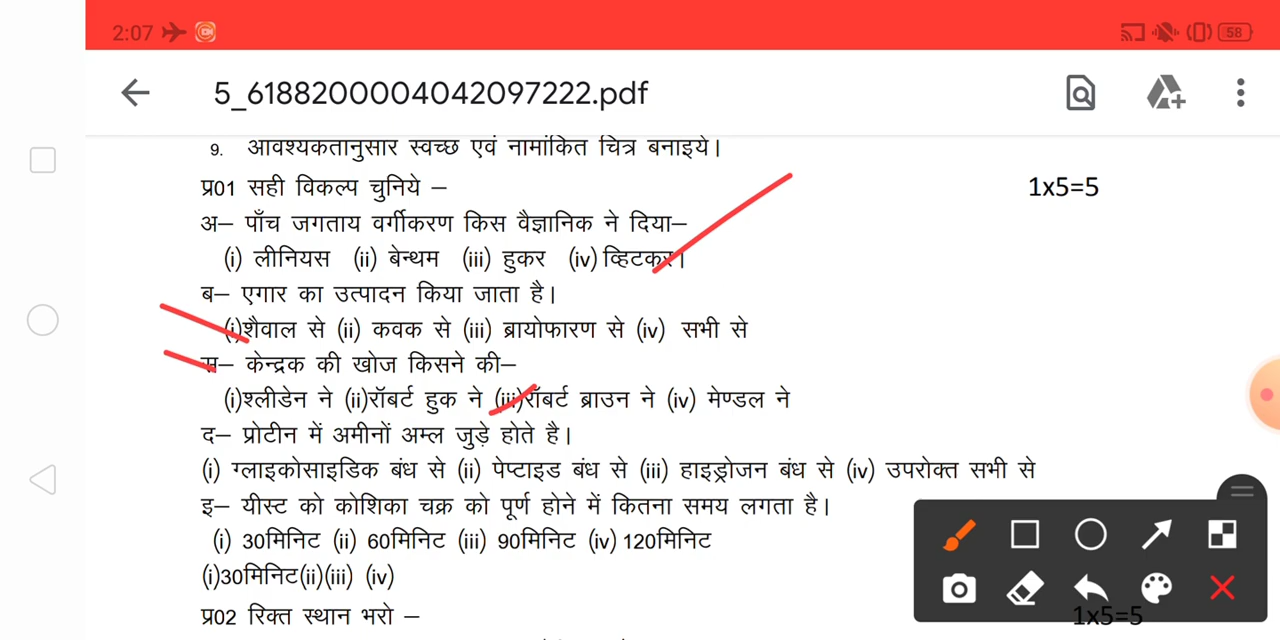 2:07 58
5_6188200004042097222.pdf
9. आवश्यकतानुसार स्वच्छ एवं नामांकित चित्र बनाइये।
प्र01 सही विकल्प चुनिये – 1x5=5
अ– पाँच जगताय वर्गीकरण किस वैज्ञानिक ने दिया–
(i) लीनियस (ii) बेन्थम (iii) हुकर (iv) व्हिटकर।
ब– एगार का उत्पादन किया जाता है।
(i)शैवाल से (ii) कवक से (iii) ब्रायोफारण से (iv) सभी से
स– केन्द्रक की खोज किसने की–
(i)श्लीडेन ने (ii)रॉबर्ट हुक ने (iii)रॉबर्ट ब्राउन ने (iv) मेण्डल ने
द– प्रोटीन में अमीनों अम्ल जुड़े होते है।
(i) ग्लाइकोसाइडिक बंध से (ii) पेप्टाइड बंध से (iii) हाइड्रोजन बंध से (iv) उपरोक्त सभी से
इ– यीस्ट को कोशिका चक्र को पूर्ण होने में कितना समय लगता है।
(i) 30मिनिट (ii) 60मिनिट (iii) 90मिनिट (iv) 120मिनिट
(i)30मिनिट(ii)(iii) (iv)
प्र02 रिक्त स्थान भरो – 1x5=5